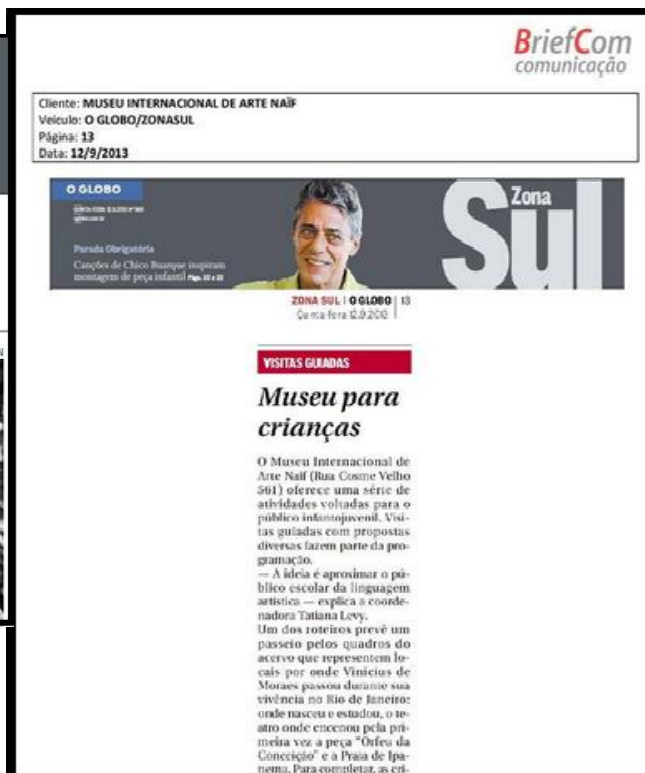 BriefCom
comunicação
Cliente: MUSEU INTERNACIONAL DE ARTE NAÏF
Veículo: O GLOBO/ZONASUL
Página: 13
Data: 12/9/2013
O GLOBO
Zona
Sul
Parada Obrigatória
Canções de Chico Buarque inspiram
montagem de peça infantil
ZONA SUL | O GLOBO | 13
Quinta-feira 12.9.2013
VISITAS GUIADAS
Museu para
crianças
O Museu Internacional de
Arte Naïf (Rua Cosme Velho
561) oferece uma série de
atividades voltadas para o
público infantojuvenil. Visi-
tas guiadas com propostas
diversas fazem parte da pro-
gramação.
— A ideia é aproximar o pú-
blico escolar da linguagem
artística — explica a coorde-
nadora Tatiana Levy.
Um dos roteiros prevê um
passeio pelos quadros do
acervo que representem lo-
cais por onde Vinicius de
Moraes passou durante sua
vivência no Rio de Janeiro:
onde nasceu e estudou, o te-
atro onde encenou pela pri-
meira vez a peça "Orfeu da
Conceição" e a Praia de Ipa-
nema. Para completar, as cri-